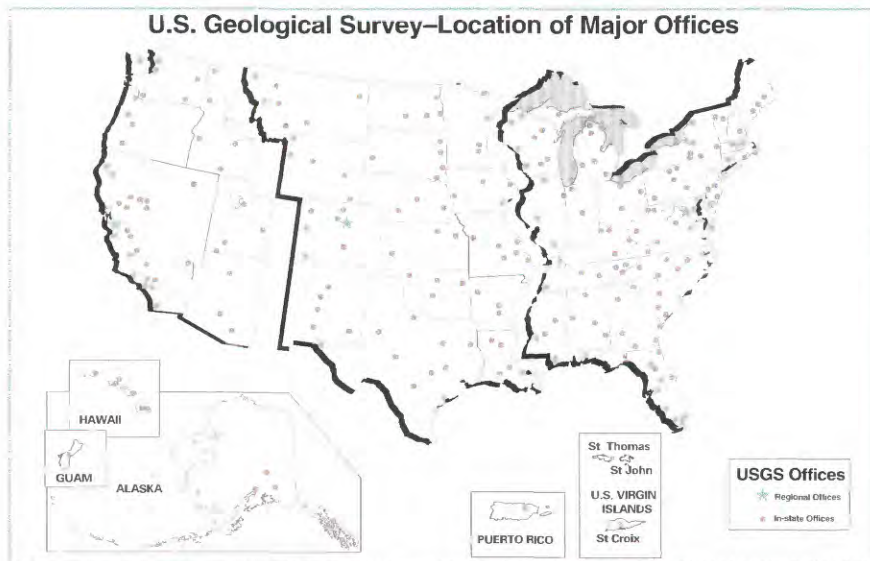 U.S. Geological Survey–Location of Major Offices
HAWAII
GUAM
ALASKA
PUERTO RICO
St Thomas
St John
U.S. VIRGIN
ISLANDS
St Croix
USGS Offices
Regional Offices
In-state Offices